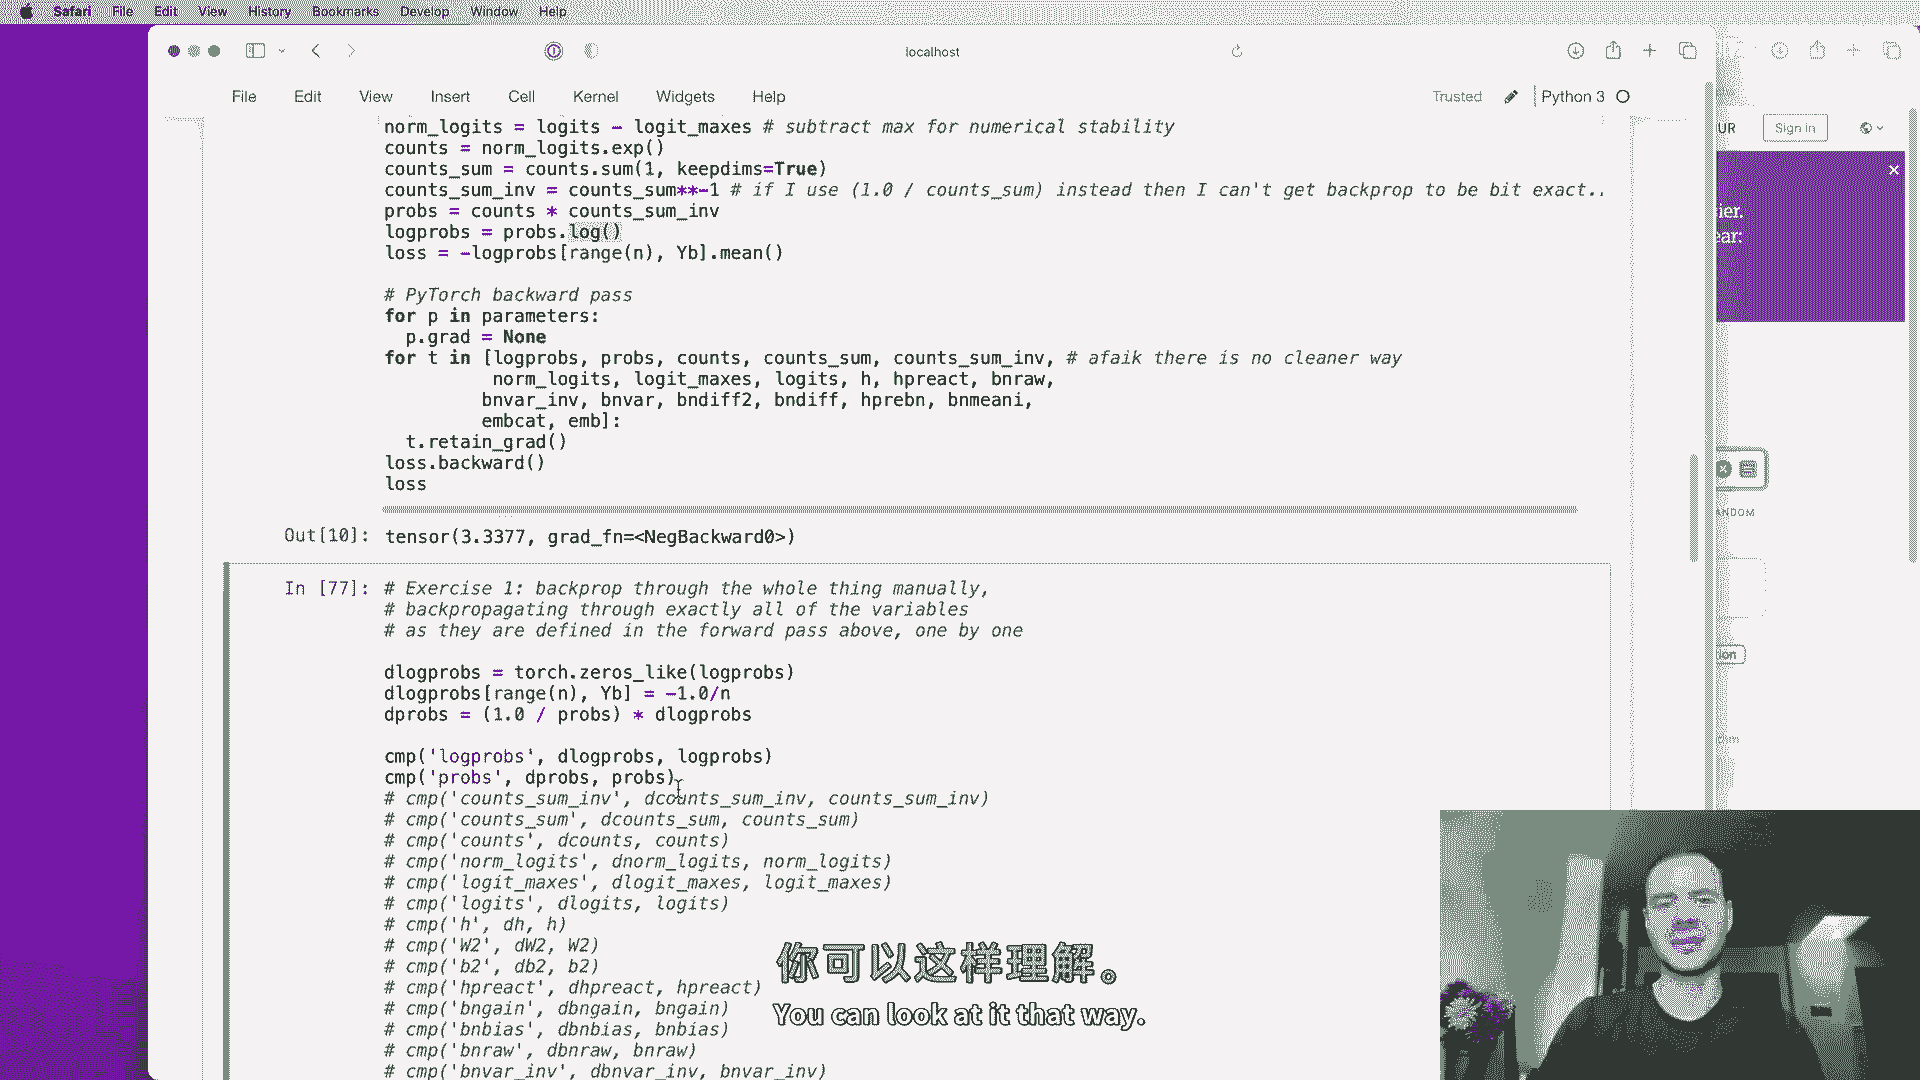 Safari File Edit View History Bookmarks Develop Window Help
localhost
File Edit View Insert Cell Kernel Widgets Help
Trusted
Python 3
norm_logits = logits - logit_maxes # subtract max for numerical stability
counts = norm_logits.exp()
counts_sum = counts.sum(1, keepdims=True)
counts_sum_inv = counts_sum**-1 # if I use (1.0 / counts_sum) instead then I can't get backprop to be bit exact..
probs = counts * counts_sum_inv
logprobs = probs.log()
loss = -logprobs[range(n), Yb].mean()
# PyTorch backward pass
for p in parameters:
p.grad = None
for t in [logprobs, probs, counts, counts_sum, counts_sum_inv, # afaik there is no cleaner way
norm_logits, logit_maxes, logits, h, hpreact, bnraw,
bnvar_inv, bnvar, bndiff2, bndiff, hprebn, bnmeani,
embcat, emb]:
t.retain_grad()
loss.backward()
loss
Out[10]: tensor(3.3377, grad_fn=<NegBackward0>)
In [77]: # Exercise 1: backprop through the whole thing manually,
# backpropagating through exactly all of the variables
# as they are defined in the forward pass above, one by one
dlogprobs = torch.zeros_like(logprobs)
dlogprobs[range(n), Yb] = -1.0/n
dprobs = (1.0 / probs) * dlogprobs
cmp('logprobs', dlogprobs, logprobs)
cmp('probs', dprobs, probs)
# cmp('counts_sum_inv', dcounts_sum_inv, counts_sum_inv)
# cmp('counts_sum', dcounts_sum, counts_sum)
# cmp('counts', dcounts, counts)
# cmp('norm_logits', dnorm_logits, norm_logits)
# cmp('logit_maxes', dlogit_maxes, logit_maxes)
# cmp('logits', dlogits, logits)
# cmp('h', dh, h)
# cmp('W2', dW2, W2)
# cmp('b2', db2, b2)
# cmp('hpreact', dhpreact, hpreact)
# cmp('bngain', dbngain, bngain)
# cmp('bnbias', dbnbias, bnbias)
# cmp('bnraw', dbnraw, bnraw)
# cmp('bnvar_inv', dbnvar_inv, bnvar_inv)
UR
Sign in
ier.
ear:
ANDOM
tion
你可以这样理解。
You can look at it that way.